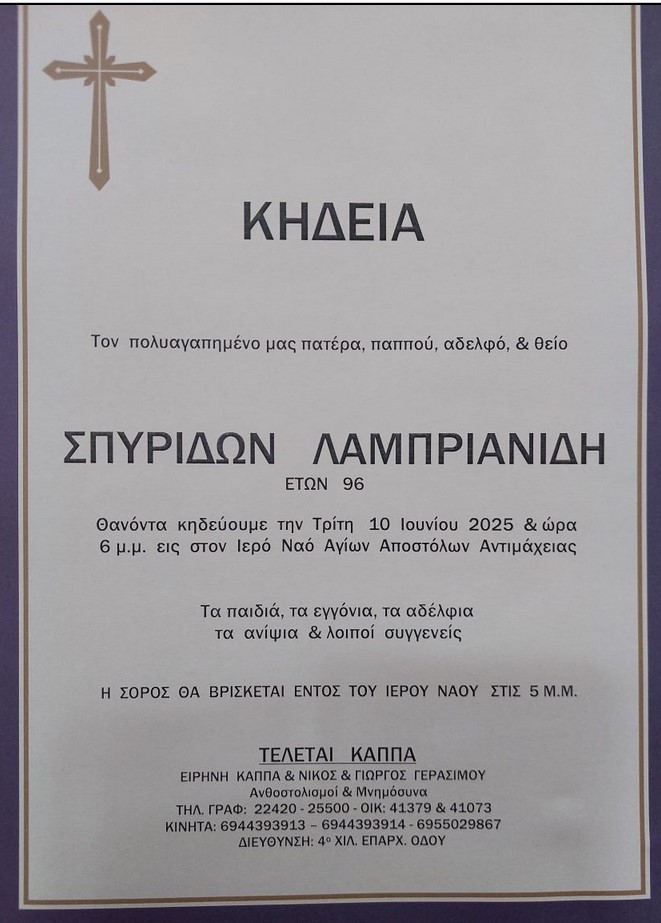 ΚΗΔΕΙΑ
Τον πολυαγαπημένο μας πατέρα, παππού, αδελφό, & θείο
ΣΠΥΡΙΔΩΝ ΛΑΜΠΡΙΑΝΙΔΗ
ΕΤΩΝ 96
Θανόντα κηδεύουμε την Τρίτη 10 Ιουνίου 2025 & ώρα
6 μ.μ. εις στον Ιερό Ναό Αγίων Αποστόλων Αντιμάχειας
Τα παιδιά, τα εγγόνια, τα αδέλφια
τα ανίψια & λοιποί συγγενείς
Η ΣΟΡΟΣ ΘΑ ΒΡΙΣΚΕΤΑΙ ΕΝΤΟΣ ΤΟΥ ΙΕΡΟΥ ΝΑΟΥ ΣΤΙΣ 5 Μ.Μ.
ΤΕΛΕΤΑΙ ΚΑΠΠΑ
ΕΙΡΗΝΗ ΚΑΠΠΑ & ΝΙΚΟΣ & ΓΙΩΡΓΟΣ ΓΕΡΑΣΙΜΟΥ
Ανθοστολισμοί & Μνημόσυνα
ΤΗΛ. ΓΡΑΦ: 22420 - 25500 - ΟΙΚ: 41379 & 41073
ΚΙΝΗΤΑ: 6944393913 – 6944393914 - 6955029867
ΔΙΕΥΘΥΝΣΗ: 4ο ΧΙΛ. ΕΠΑΡΧ. ΟΔΟΥ